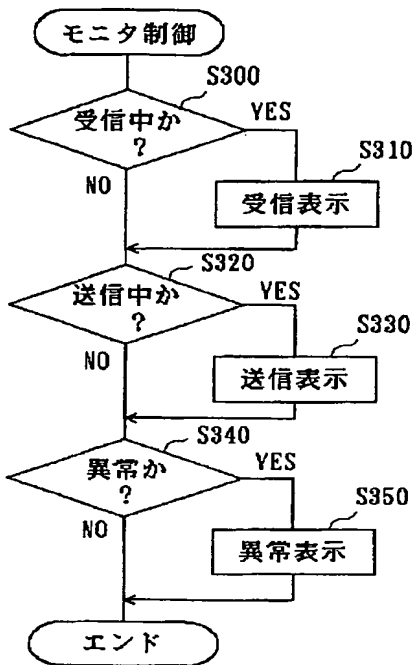 モニタ制御
S300
受信中か
?
YES
NO
S310
受信表示
S320
送信中か
?
YES
NO
S330
送信表示
S340
異常か
?
YES
NO
S350
異常表示
エンド